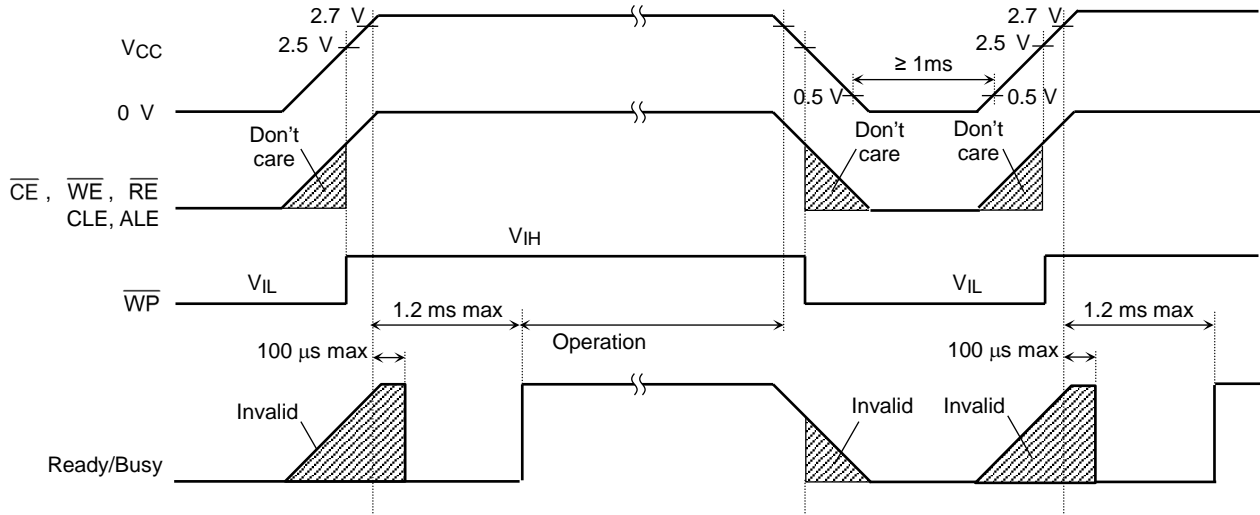 2.7 V
2.5 V
VCC
0 V
≥ 1ms
0.5 V
0.5 V
2.7 V
2.5 V
Don't
care
Don't
care
Don't
care
CE , WE , RE
CLE, ALE
VIH
VIL
VIL
WP
1.2 ms max
Operation
1.2 ms max
100 μs max
100 μs max
Invalid
Invalid
Invalid
Ready/Busy